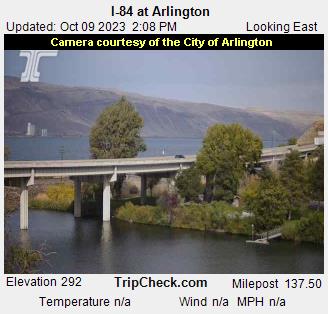 I-84 at Arlington
Updated: Oct 09 2023 2:08 PM Looking East
Camera courtesy of the City of Arlington
Elevation 292 TripCheck.com Milepost 137.50
Temperature n/a Wind n/a MPH n/a